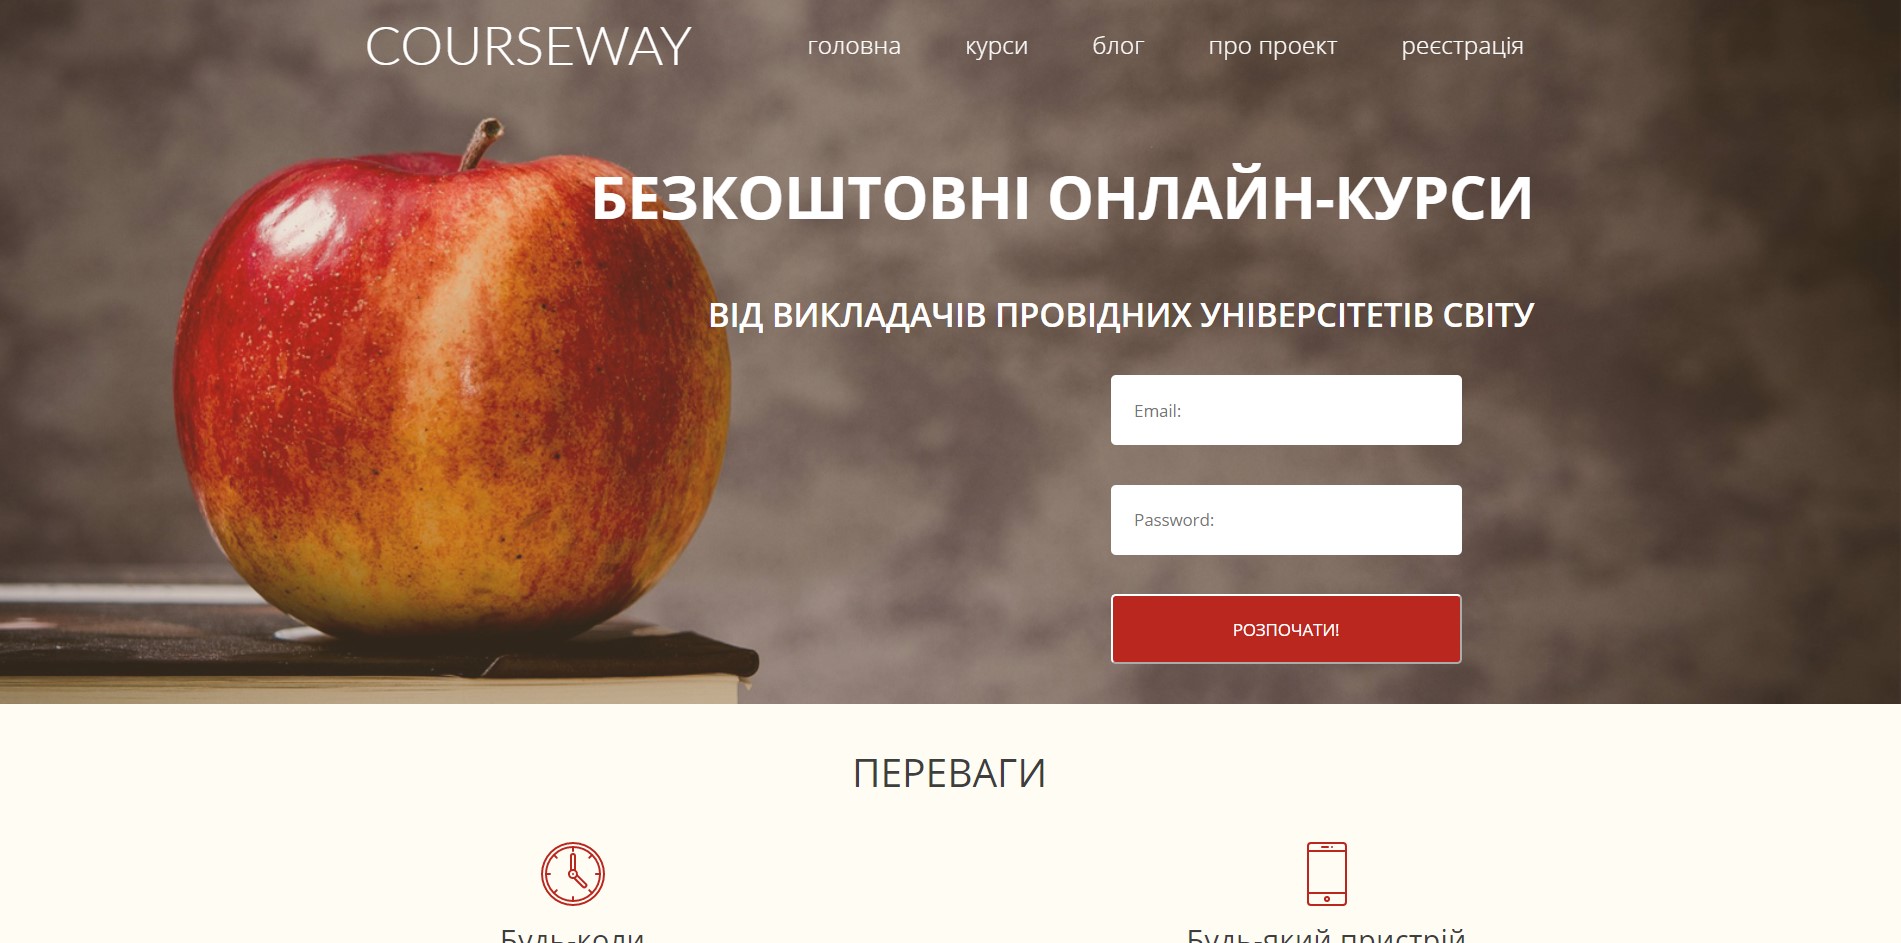 COURSEWAY
головна курси блог про проект реєстрація
БЕЗКОШТОВНІ ОНЛАЙН-КУРСИ
ВІД ВИКЛАДАЧІВ ПРОВІДНИХ УНІВЕРСІТЕТІВ СВІТУ
Email:
Password:
РОЗПОЧАТИ!
ПЕРЕВАГИ
Будь-коли Будь-який пристрій